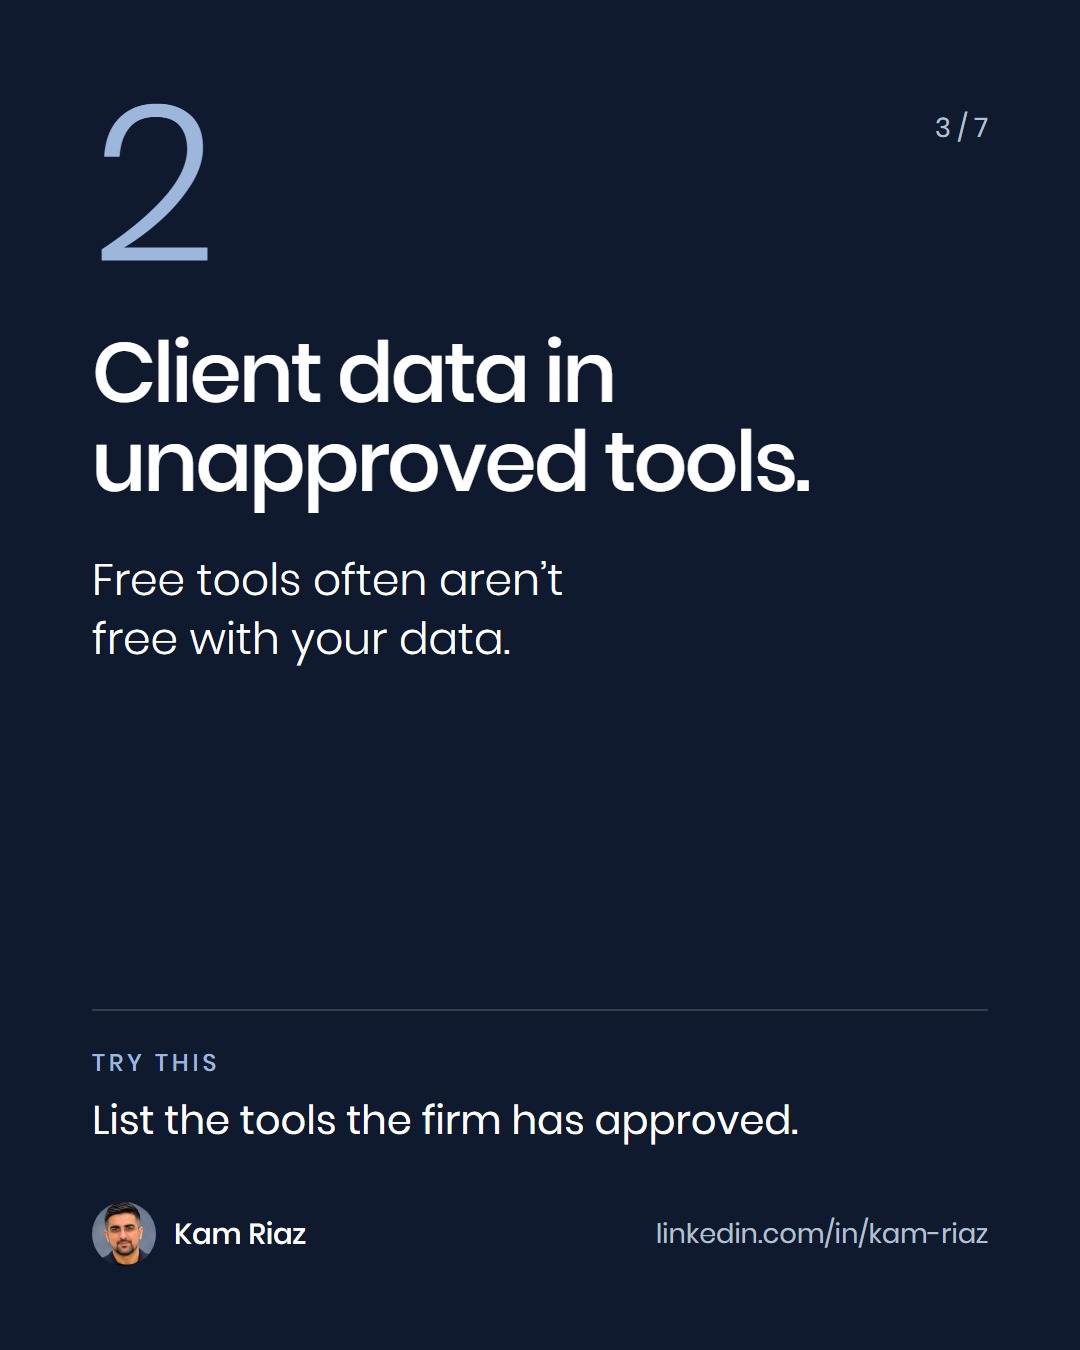 2
3 / 7
Client data in
unapproved tools.
Free tools often aren’t
free with your data.
TRY THIS
List the tools the firm has approved.
Kam Riaz
linkedin.com/in/kam-riaz